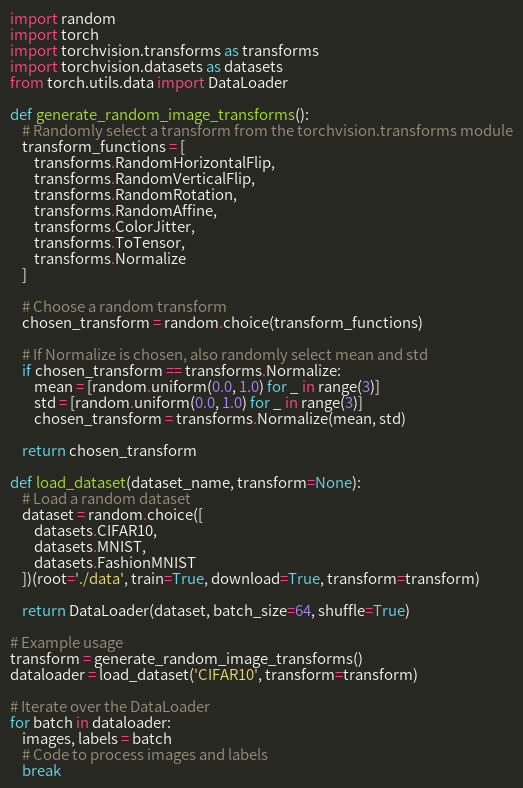 import random
import torch
import torchvision.transforms as transforms
import torchvision.datasets as datasets
from torch.utils.data import DataLoader

def generate_random_image_transforms():
    # Randomly select a transform from the torchvision.transforms module
    transform_functions = [
        transforms.RandomHorizontalFlip,
        transforms.RandomVerticalFlip,
        transforms.RandomRotation,
        transforms.RandomAffine,
        transforms.ColorJitter,
        transforms.ToTensor,
        transforms.Normalize
    ]

    # Choose a random transform
    chosen_transform = random.choice(transform_functions)

    # If Normalize is chosen, also randomly select mean and std
    if chosen_transform == transforms.Normalize:
        mean = [random.uniform(0.0, 1.0) for _ in range(3)]
        std = [random.uniform(0.0, 1.0) for _ in range(3)]
        chosen_transform = transforms.Normalize(mean, std)

    return chosen_transform

def load_dataset(dataset_name, transform=None):
    # Load a random dataset
    dataset = random.choice([
        datasets.CIFAR10,
        datasets.MNIST,
        datasets.FashionMNIST
    ])(root='./data', train=True, download=True, transform=transform)

    return DataLoader(dataset, batch_size=64, shuffle=True)

# Example usage
transform = generate_random_image_transforms()
dataloader = load_dataset('CIFAR10', transform=transform)

# Iterate over the DataLoader
for batch in dataloader:
    images, labels = batch
    # Code to process images and labels
    break